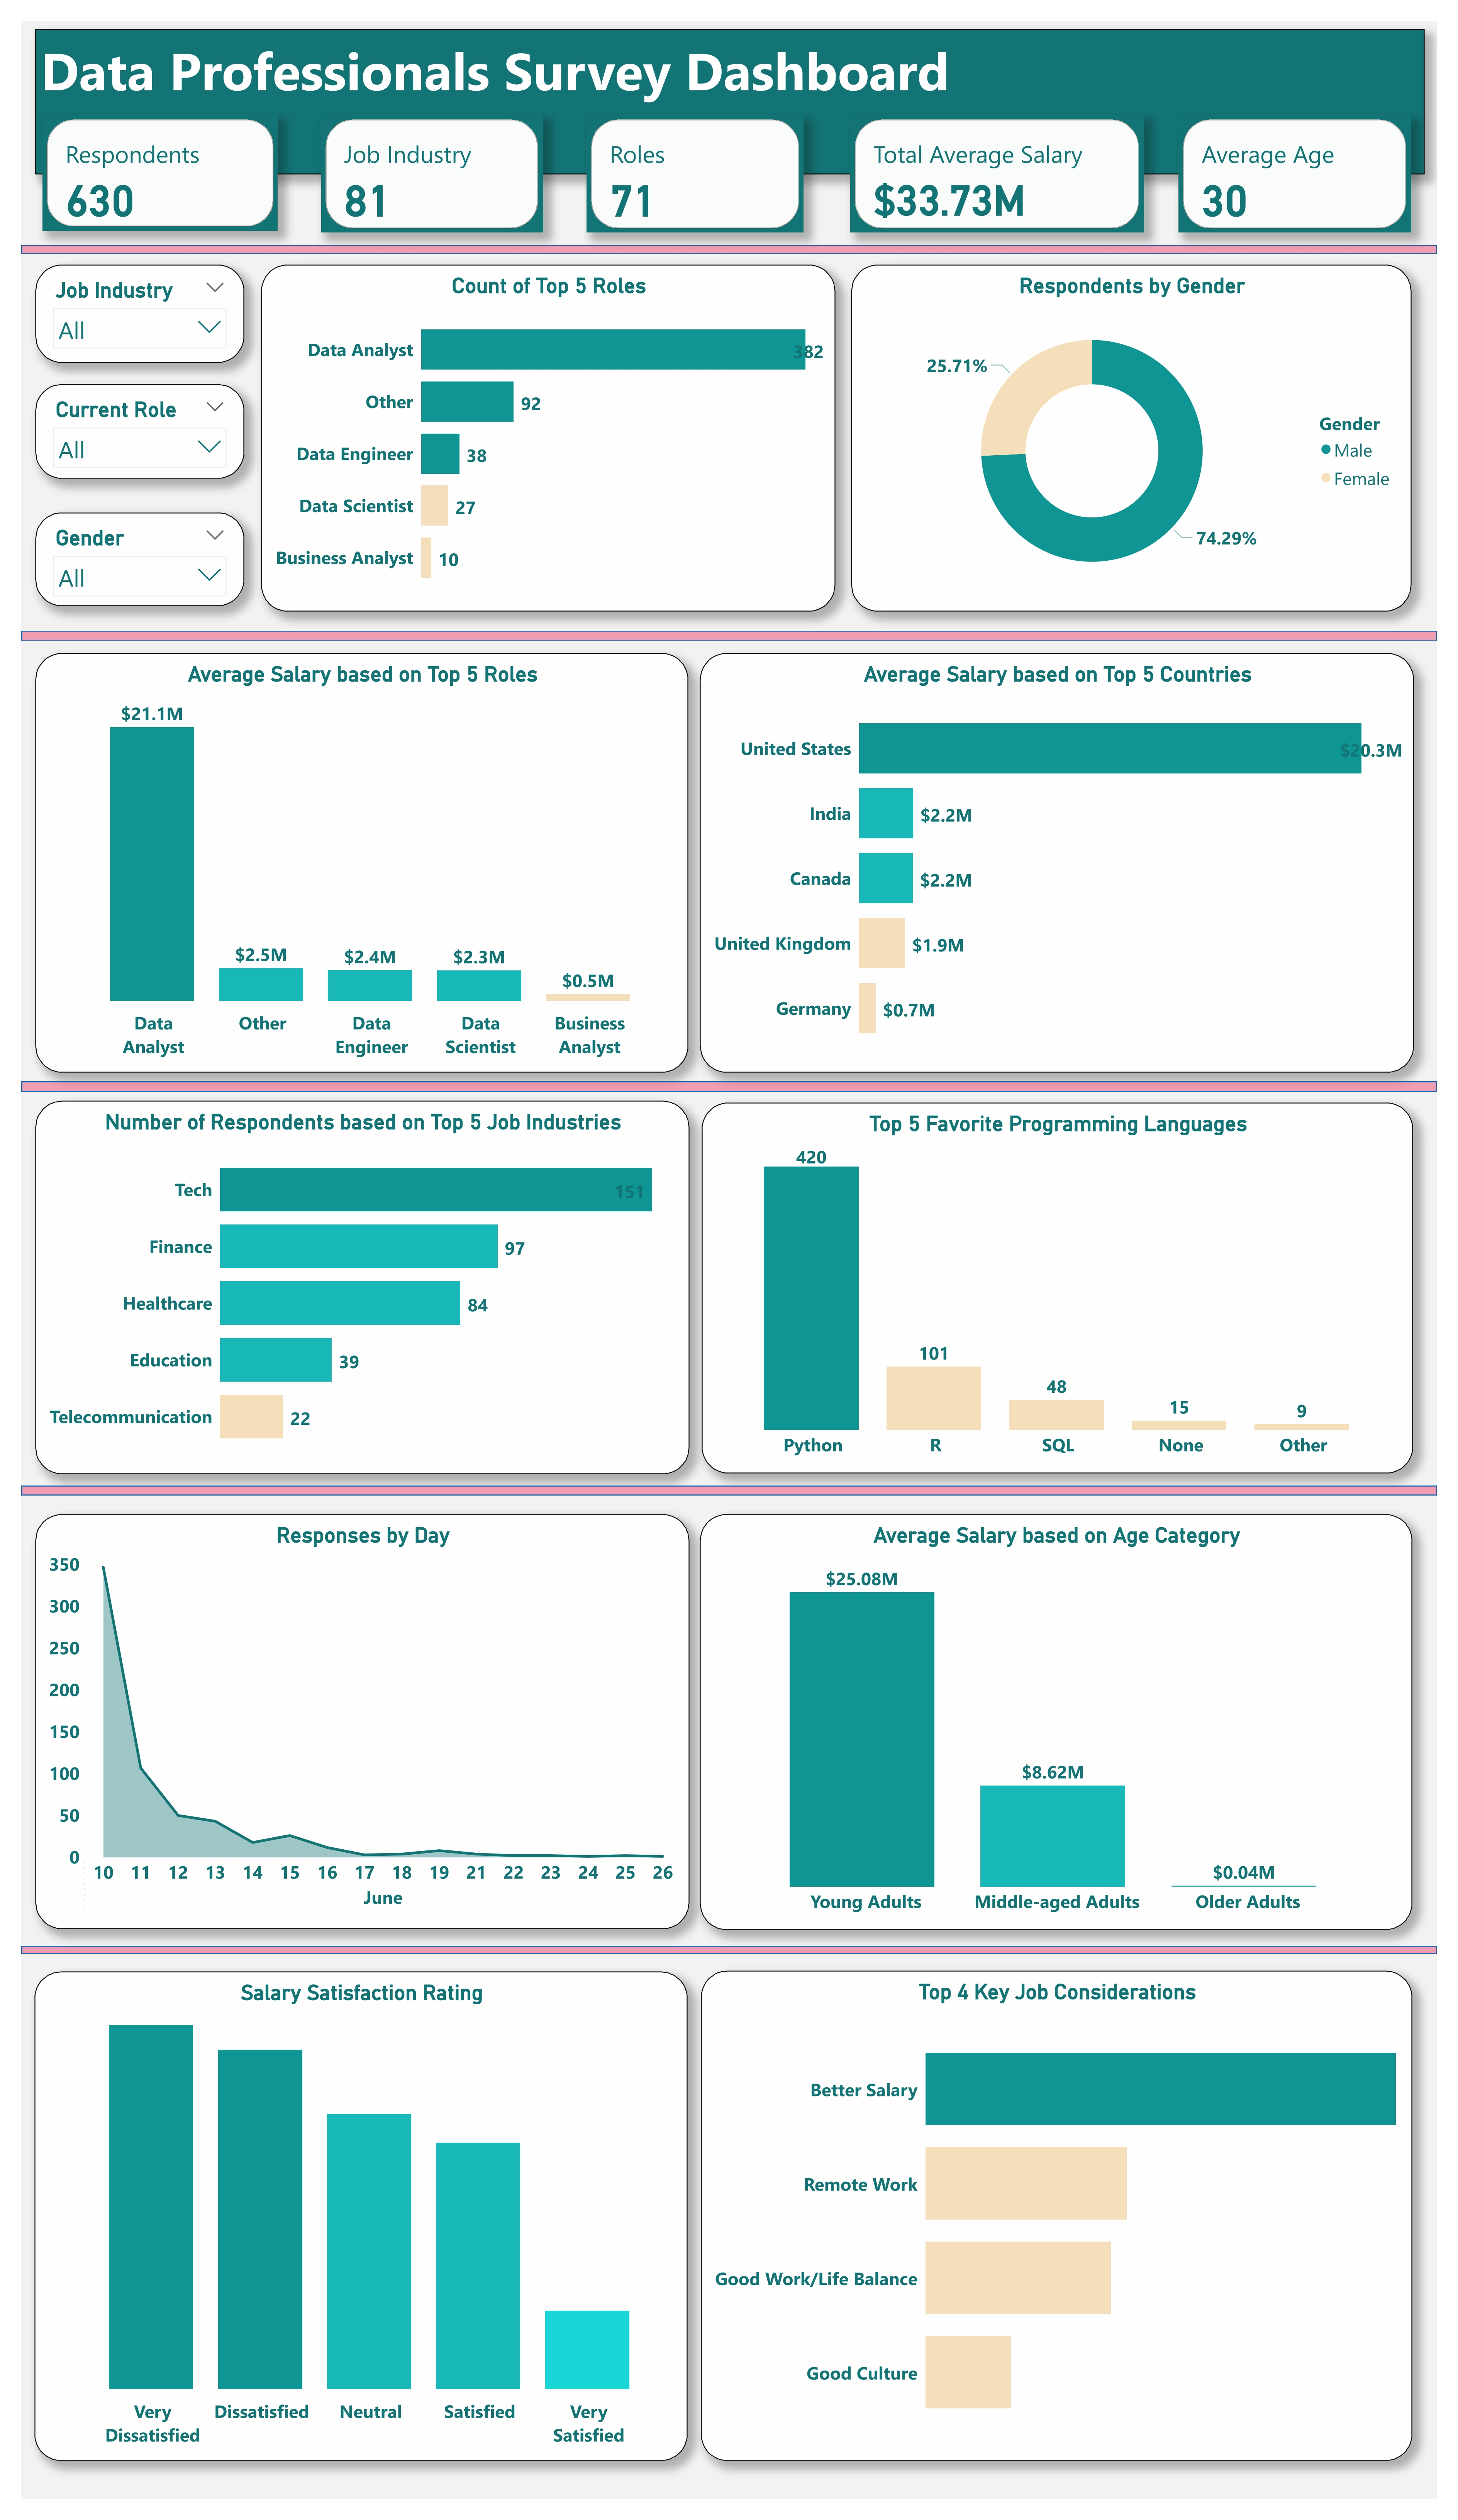 Data Professionals Survey Dashboard
Respondents
630
Job Industry
81
Roles
71
Total Average Salary
$33.73M
Average Age
30
Job Industry
All
Current Role
All
Gender
All
Count of Top 5 Roles
Data Analyst 382
Other 92
Data Engineer 38
Data Scientist 27
Business Analyst 10
Respondents by Gender
25.71%
74.29%
Gender
Male
Female
Average Salary based on Top 5 Roles
$21.1M
$2.5M $2.4M $2.3M $0.5M
Data Other Data Data Business
Analyst Engineer Scientist Analyst
Average Salary based on Top 5 Countries
United States $20.3M
India $2.2M
Canada $2.2M
United Kingdom $1.9M
Germany $0.7M
Number of Respondents based on Top 5 Job Industries
Tech 151
Finance 97
Healthcare 84
Education 39
Telecommunication 22
Top 5 Favorite Programming Languages
420
101
48
15
9
Python R SQL None Other
Responses by Day
350
300
250
200
150
100
50
0
10 11 12 13 14 15 16 17 18 19 21 22 23 24 25 26
June
Average Salary based on Age Category
$25.08M
$8.62M
$0.04M
Young Adults Middle-aged Adults Older Adults
Salary Satisfaction Rating
Very Dissatisfied Neutral Satisfied Very
Dissatisfied Satisfied
Top 4 Key Job Considerations
Better Salary
Remote Work
Good Work/Life Balance
Good Culture